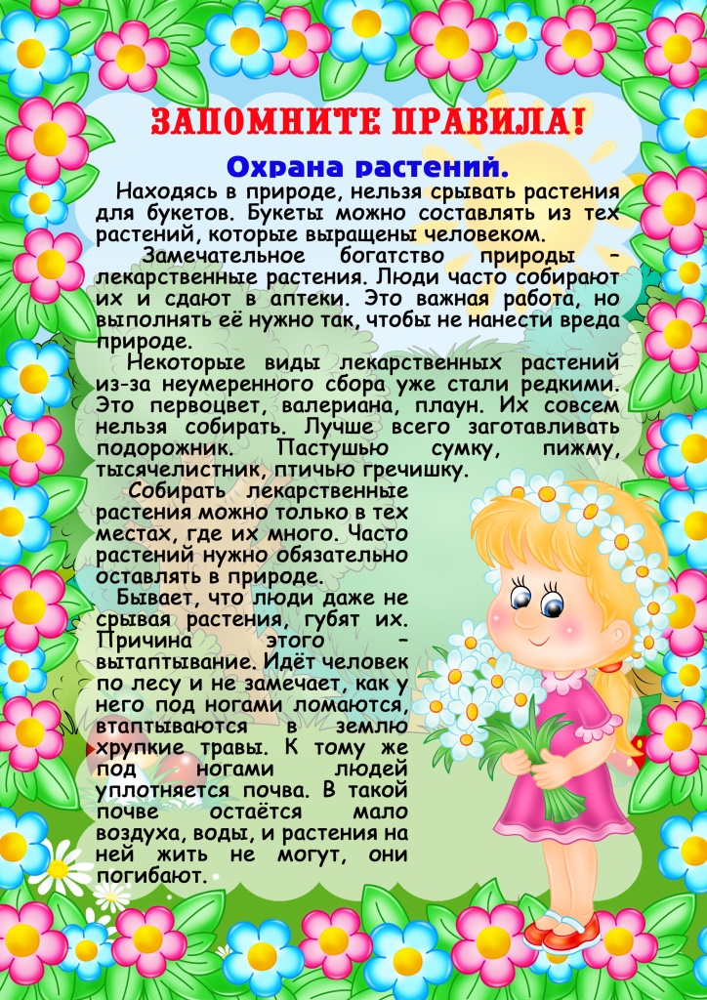 ЗАПОМНИТЕ ПРАВИЛА!
Охрана растений.
Находясь в природе, нельзя срывать растения
для букетов. Букеты можно составлять из тех
растений, которые выращены человеком.
Замечательное богатство природы –
лекарственные растения. Люди часто собирают
их и сдают в аптеки. Это важная работа, но
выполнять её нужно так, чтобы не нанести вреда
природе.
Некоторые виды лекарственных растений
из-за неумеренного сбора уже стали редкими.
Это первоцвет, валериана, плаун. Их совсем
нельзя собирать. Лучше всего заготавливать
подорожник. Пастушью сумку, пижму,
тысячелистник, птичью гречишку.
Собирать лекарственные
растения можно только в тех
местах, где их много. Часто
растений нужно обязательно
оставлять в природе.
Бывает, что люди даже не
срывая растения, губят их.
Причина этого –
вытаптывание. Идёт человек
по лесу и не замечает, как у
него под ногами ломаются,
втаптываются в землю
хрупкие травы. К тому же
под ногами людей
уплотняется почва. В такой
почве остаётся мало
воздуха, воды, и растения на
ней жить не могут, они
погибают.